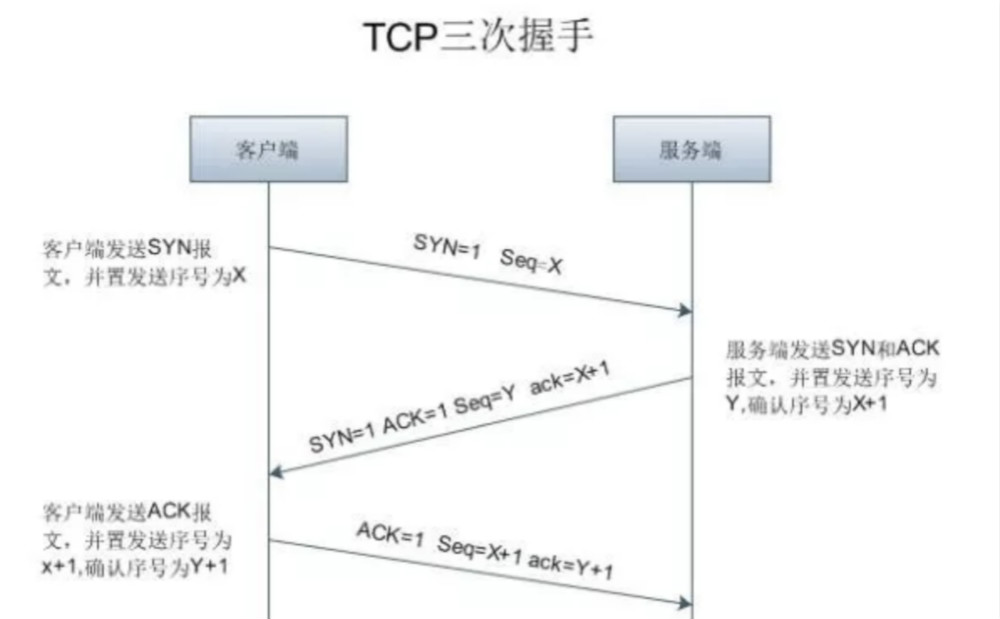 TCP三次握手
客户端
服务端
客户端发送SYN报
文，并置发送序号为X
SYN=1 Seq=X
服务端发送SYN和ACK
报文，并置发送序号为
Y,确认序号为X+1
SYN=1 ACK=1 Seq=Y ack=X+1
客户端发送ACK报
文，并置发送序号为
x+1,确认序号为Y+1
ACK=1 Seq=X+1 ack=Y+1